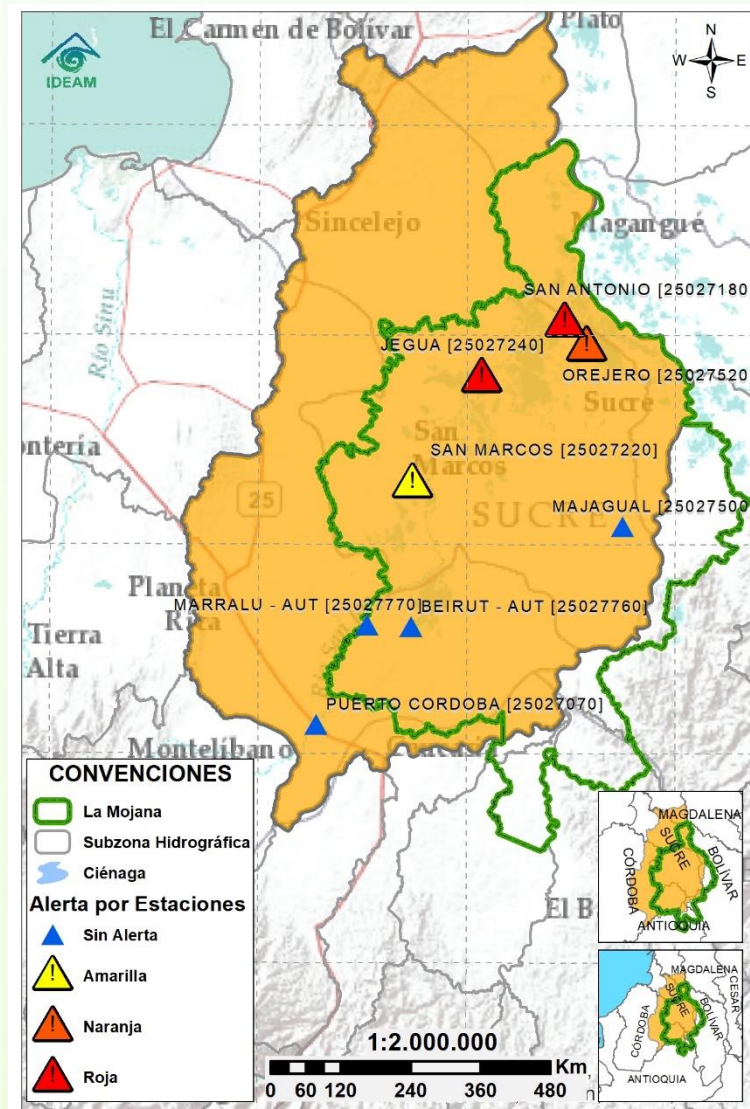 El Carmen de Bolívar
Plato
IDEAM
N
W E
S
Sincelejo
Magangué
Río Sinu
SAN ANTONIO [25027180
JEGUA [25027240]
OREJERO [25027520
Sucre
San
Marcos
SAN MARCOS [25027220]
ontería
25
MAJAGUAL [25027500
SUCRE
Planeta
Rica
MARRALU - AUT [25027770]
BEIRUT - AUT [25027760]
Tierra
Alta
PUERTO CORDOBA [25027070]
Montelíbano
El B
CONVENCIONES
La Mojana
Subzona Hidrográfica
Ciénaga
Alerta por Estaciones
Sin Alerta
Amarilla
Naranja
Roja
1:2.000.000
Km
0 60 120 240 360 480
MAGDALENA
SUCRE
BOLÍVAR
CÓRDOBA
ANTIOQUIA
MAGDALENA
CESAR
SUCRE
BOLÍVAR
CÓRDOBA
ANTIOQUIA